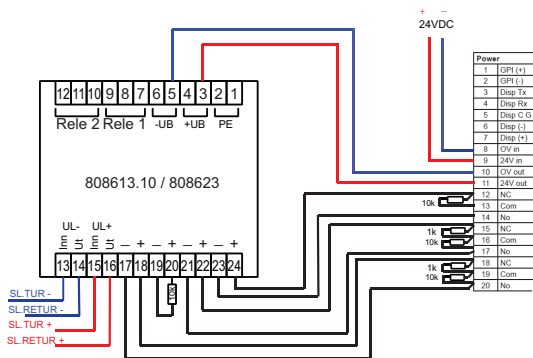 + –
24VDC
12 11 10 9 8 7 6 5 4 3 2 1
Rele 2 Rele 1 -UB +UB PE
808613.10 / 808623
UL- UL+
Inn Ut Inn Ut – + – + – + – +
13 14 15 16 17 18 19 20 21 22 23 24
10k
SL.TUR -
SL.RETUR -
SL.TUR +
SL.RETUR +
10k
1k
10k
1k
10k
Power
1 GPI (+)
2 GPI (-)
3 Disp Tx
4 Disp Rx
5 Disp C G
6 Disp (-)
7 Disp (+)
8 OV in
9 24V in
10 OV out
11 24V out
12 NC
13 Com
14 No
15 NC
16 Com
17 No
18 NC
19 Com
20 No